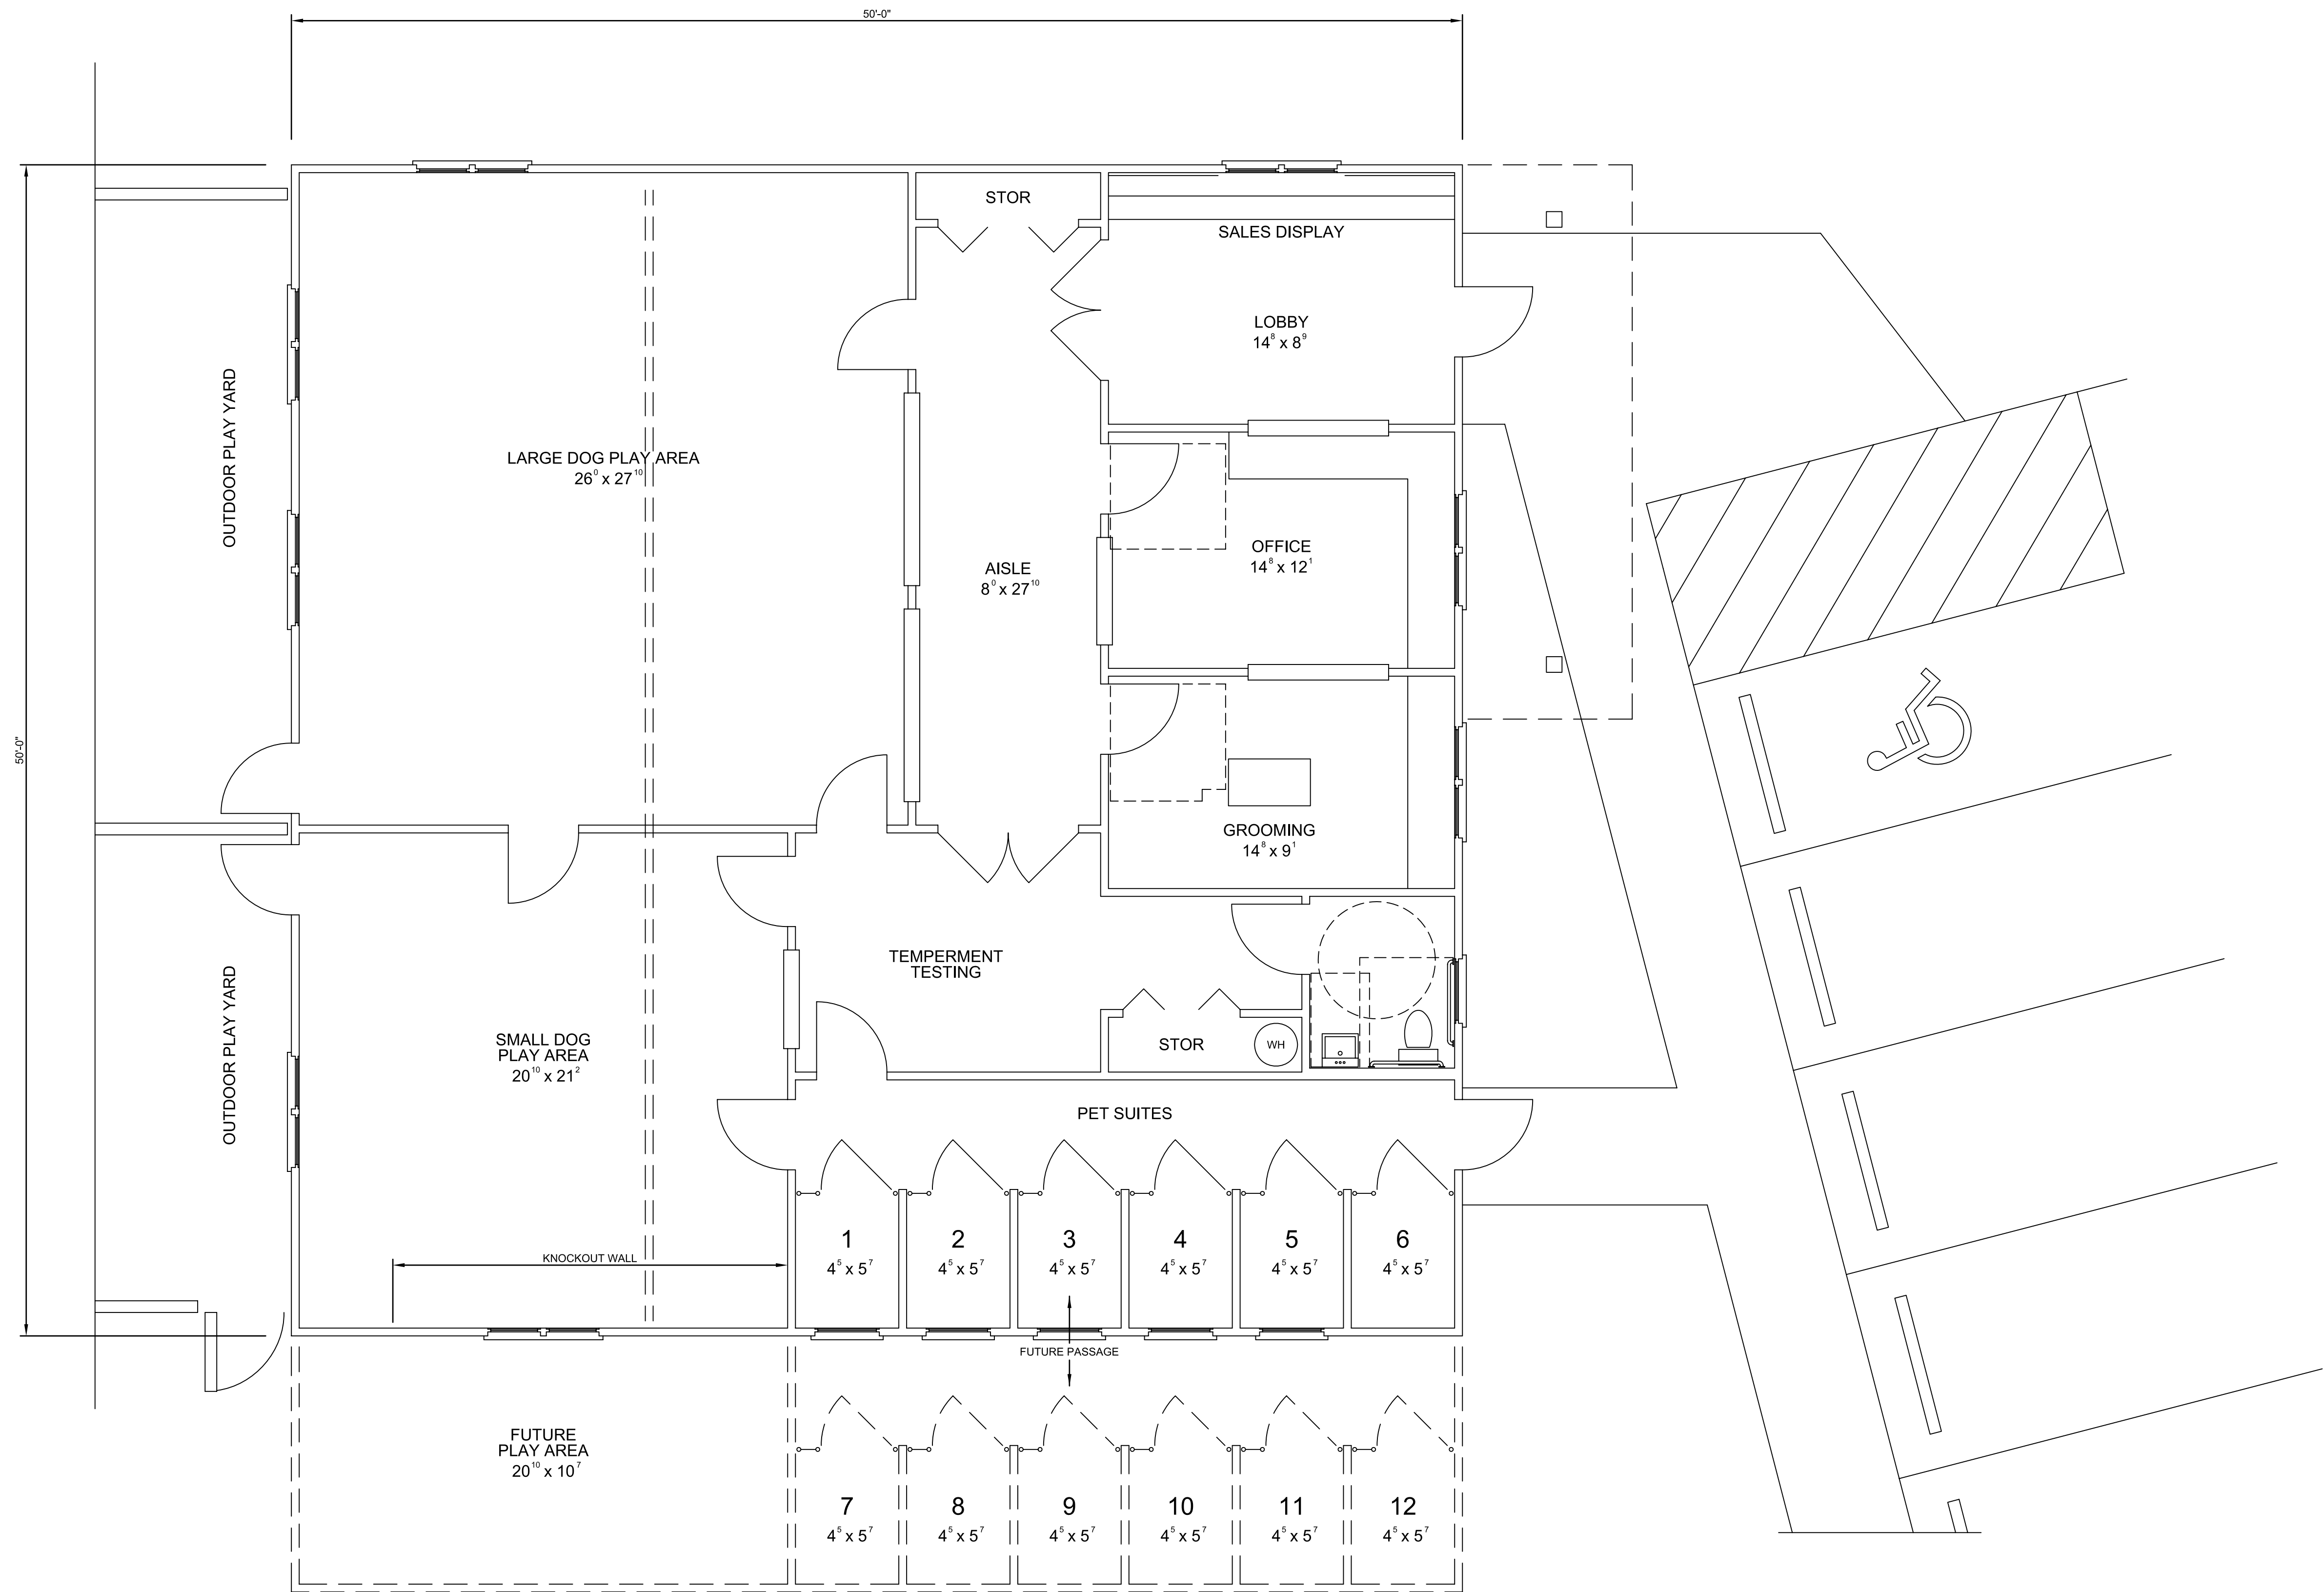 50'-0"
50'-0"
STOR
SALES DISPLAY
LOBBY
14⁸ x 8⁹
OUTDOOR PLAY YARD
LARGE DOG PLAY AREA
26⁰ x 27¹⁰
AISLE
8⁰ x 27¹⁰
OFFICE
14⁸ x 12¹
GROOMING
14⁸ x 9¹
TEMPERMENT
TESTING
OUTDOOR PLAY YARD
SMALL DOG
PLAY AREA
20¹⁰ x 21²
STOR
WH
PET SUITES
KNOCKOUT WALL
1
4⁵ x 5⁷
2
4⁵ x 5⁷
3
4⁵ x 5⁷
4
4⁵ x 5⁷
5
4⁵ x 5⁷
6
4⁵ x 5⁷
FUTURE PASSAGE
FUTURE
PLAY AREA
20¹⁰ x 10⁷
7
4⁵ x 5⁷
8
4⁵ x 5⁷
9
4⁵ x 5⁷
10
4⁵ x 5⁷
11
4⁵ x 5⁷
12
4⁵ x 5⁷